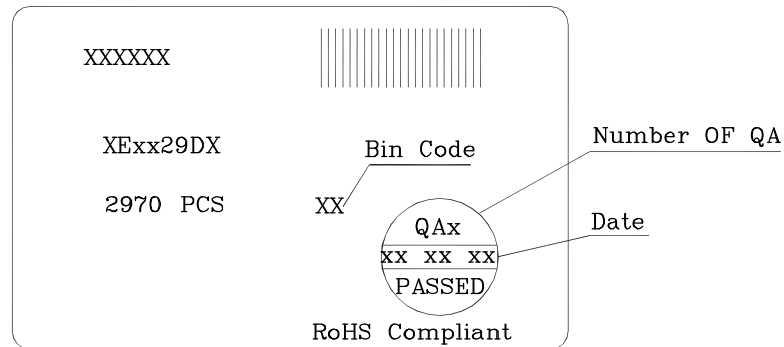 XXXXXX
XExx29DX
Bin Code
Number OF QA
2970 PCS
XX
QAx
Date
xx xx xx
PASSED
RoHS Compliant